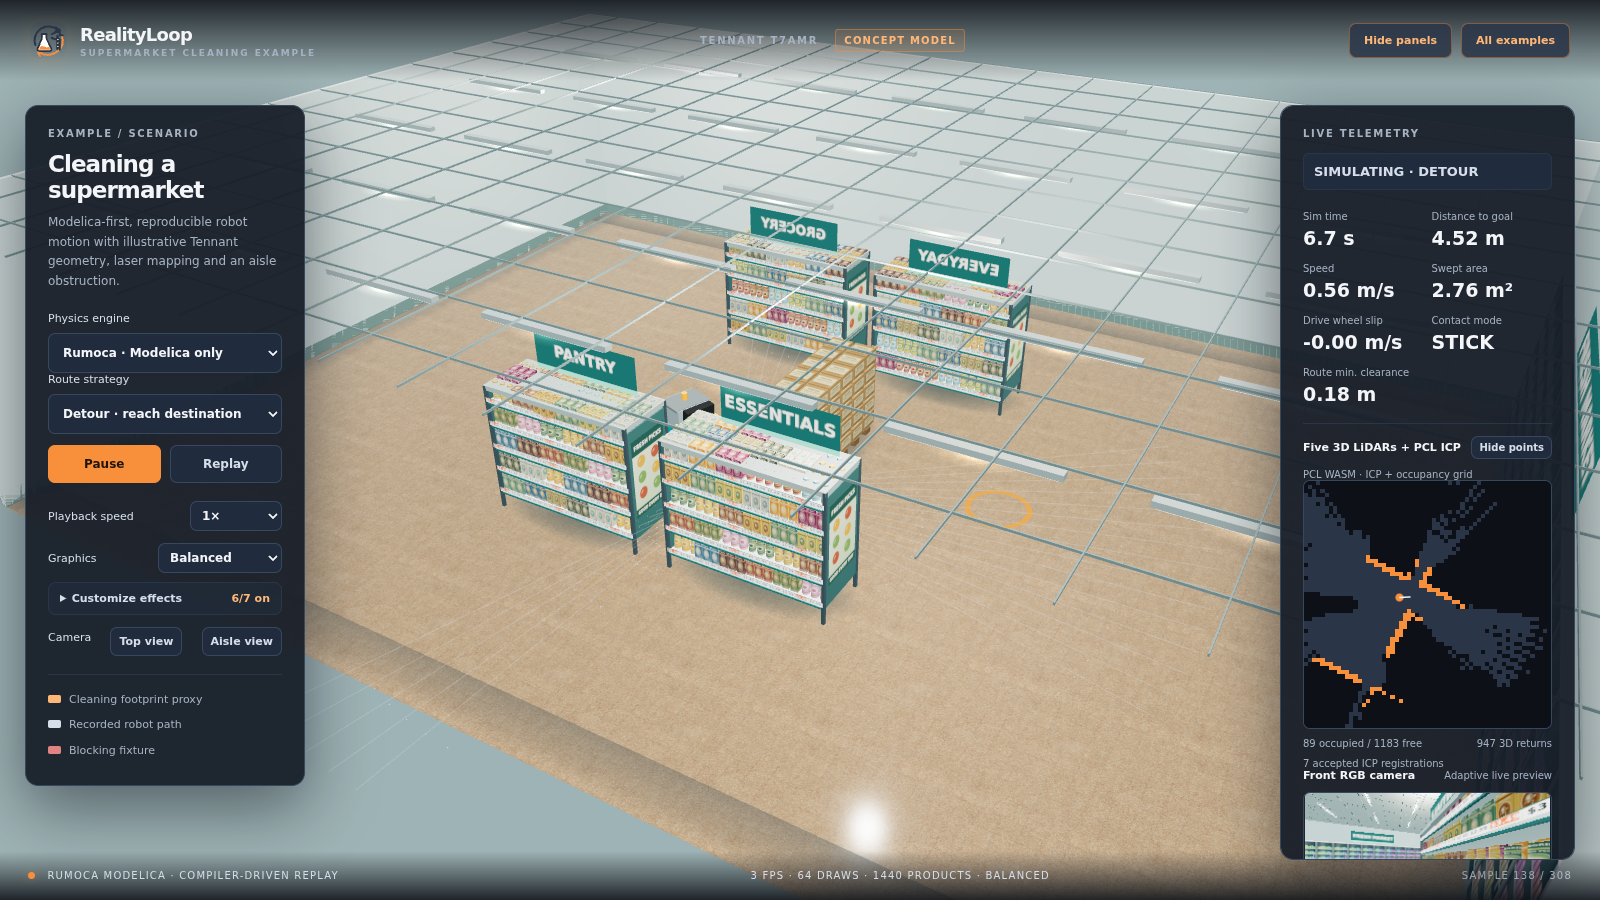 RealityLoop
SUPERMARKET CLEANING EXAMPLE
TENNANT T7AMR
CONCEPT MODEL
Hide panels
All examples
EXAMPLE / SCENARIO
Cleaning a
supermarket
Modelica-first, reproducible robot
motion with illustrative Tennant
geometry, laser mapping and an aisle
obstruction.
Physics engine
Rumoca · Modelica only
Route strategy
Detour · reach destination
Pause
Replay
Playback speed
1×
Graphics
Balanced
Customize effects
6/7 on
Camera
Top view
Aisle view
Cleaning footprint proxy
Recorded robot path
Blocking fixture
GROCERY
EVERYDAY
PANTRY
ESSENTIALS
FRESH PICKS
LIVE TELEMETRY
SIMULATING · DETOUR
Sim time
Distance to goal
6.7 s
4.52 m
Speed
Swept area
0.56 m/s
2.76 m²
Drive wheel slip
Contact mode
-0.00 m/s
STICK
Route min. clearance
0.18 m
Five 3D LiDARs + PCL ICP
Hide points
PCL WASM · ICP + occupancy grid
89 occupied / 1183 free
947 3D returns
7 accepted ICP registrations
Front RGB camera
Adaptive live preview
RUMOCA MODELICA · COMPILER-DRIVEN REPLAY
3 FPS · 64 DRAWS · 1440 PRODUCTS · BALANCED
SAMPLE 138 / 308